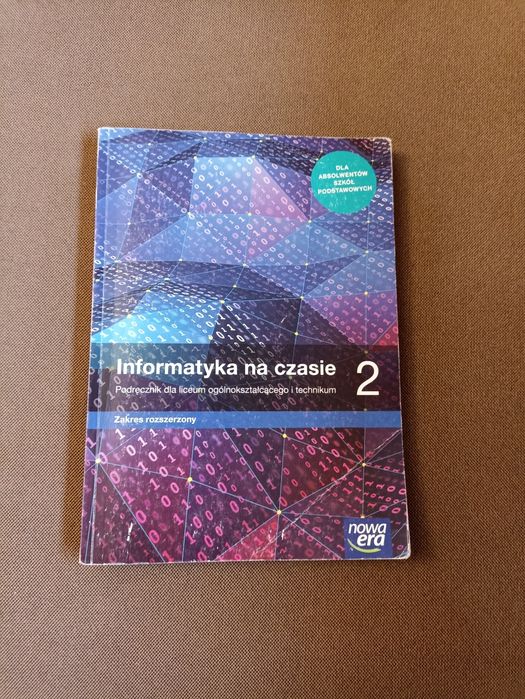 DLA
ABSOLWENTÓW
SZKÓŁ
PODSTAWOWYCH
Informatyka na czasie 2
Podręcznik dla liceum ogólnokształcącego i technikum
Zakres rozszerzony
nowa
era